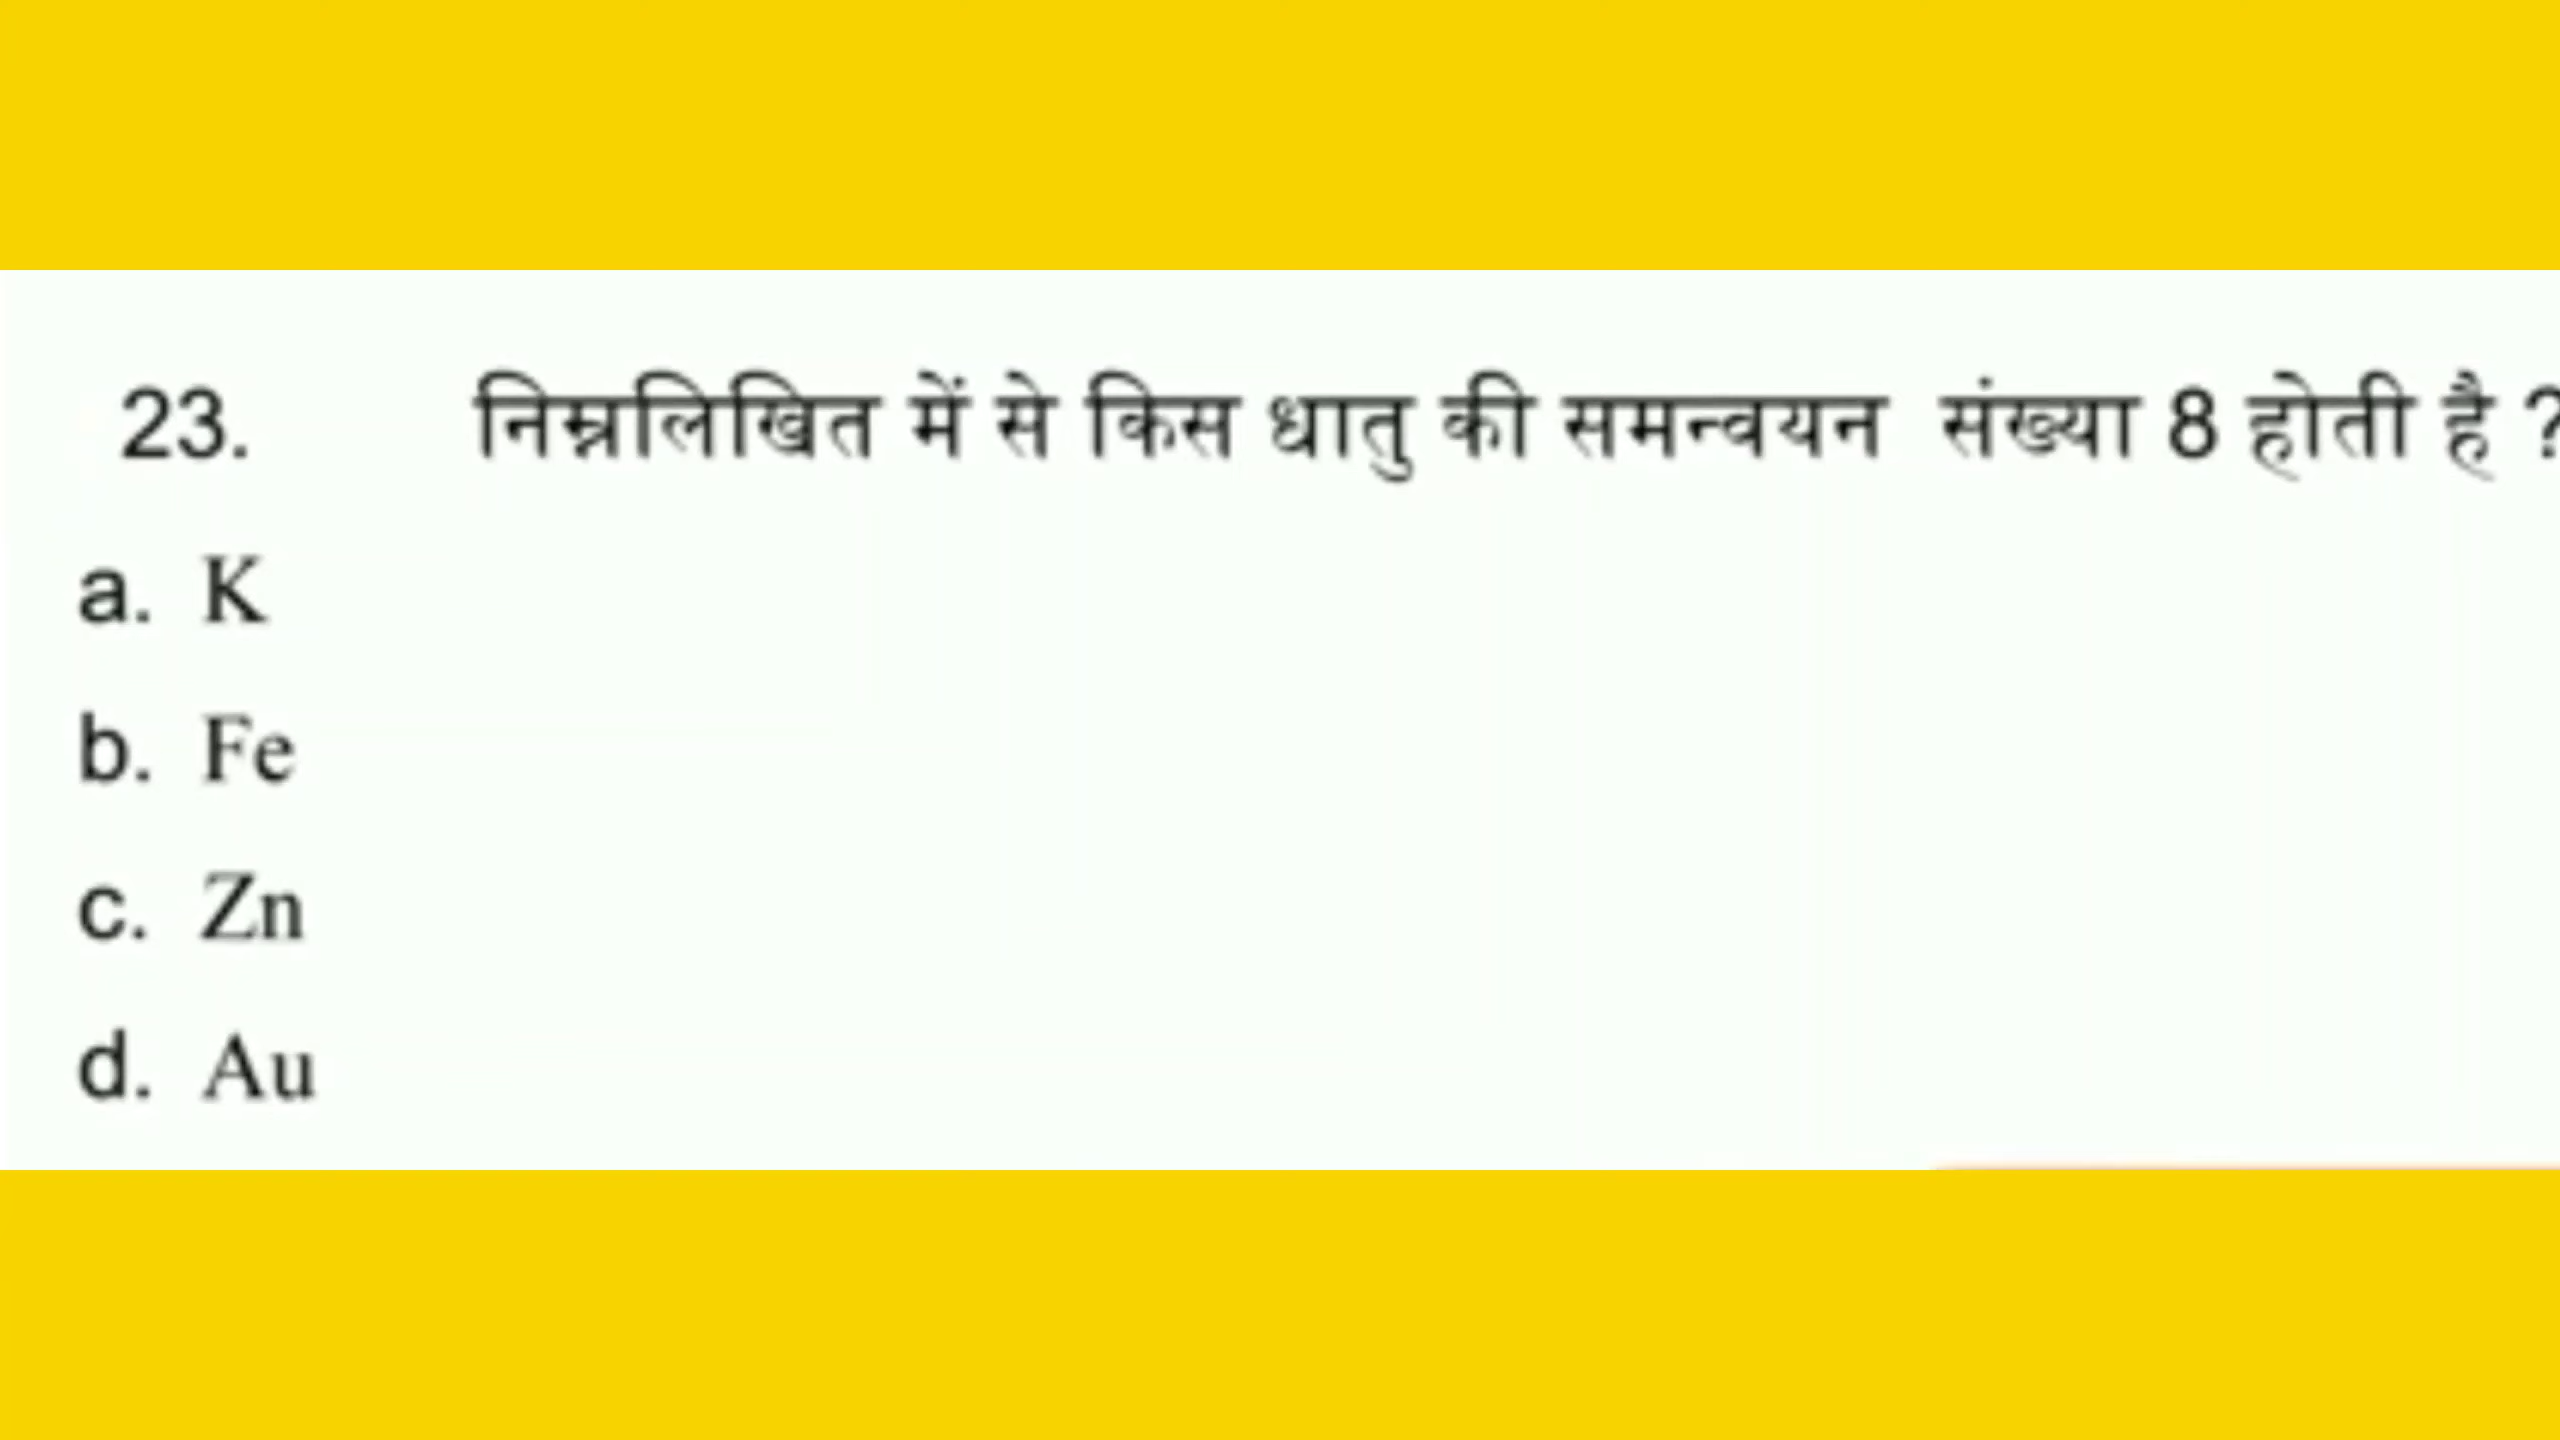 23. निम्नलिखित में से किस धातु की समन्वयन संख्या 8 होती है ?
a. K
b. Fe
c. Zn
d. Au